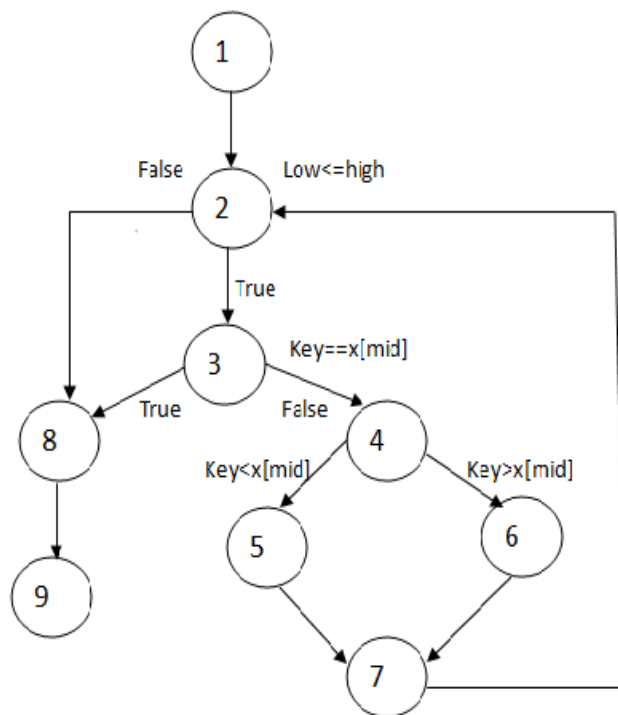 1
False Low<=high
2
True
3 Key==x[mid]
True False
8 4
Key<x[mid] Key>x[mid]
5 6
9
7